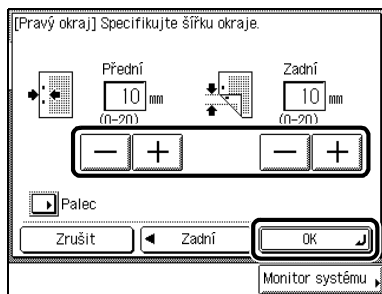 [Pravý okraj] Specifikujte šířku okraje.
Přední Zadní
10 mm 10 mm
(0-20) (0-20)
− + − +
Palec
Zrušit ◄ Zadní OK
Monitor systému